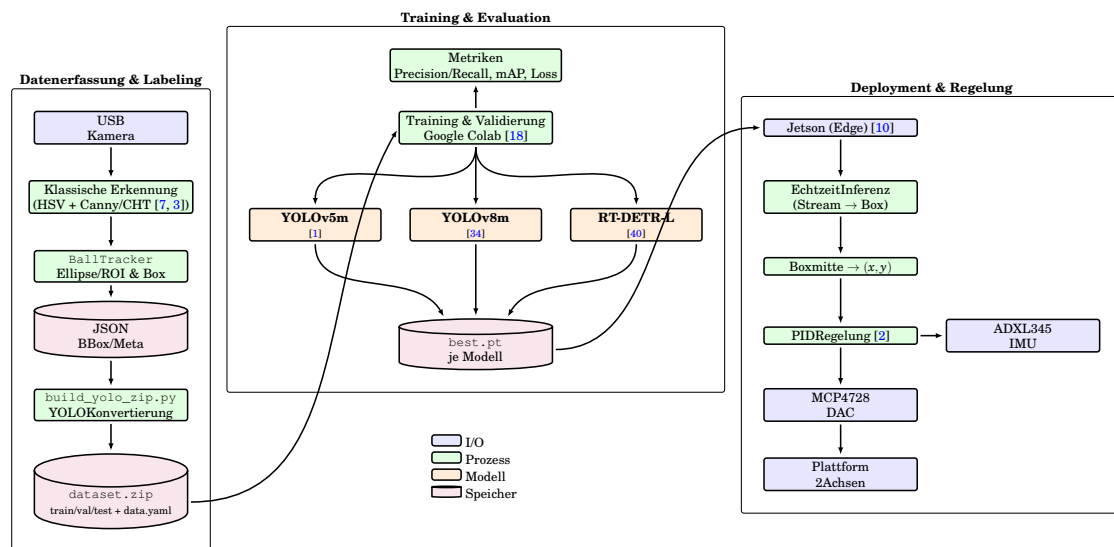 Datenerfassung & Labeling
USB
Kamera
Klassische Erkennung
(HSV + Canny/CHT [7, 3])
BallTracker
Ellipse/ROI & Box
JSON
BBox/Meta
build_yolo_zip.py
YOLOKonvertierung
dataset.zip
train/val/test + data.yaml
Training & Evaluation
Metriken
Precision/Recall, mAP, Loss
Training & Validierung
Google Colab [18]
YOLOv5m
[1]
YOLOv8m
[34]
RT-DETR-L
[40]
best.pt
je Modell
I/O
Prozess
Modell
Speicher
Deployment & Regelung
Jetson (Edge) [10]
EchtzeitInferenz
(Stream → Box)
Boxmitte → (x, y)
PIDRegelung [2]
ADXL345
IMU
MCP4728
DAC
Plattform
2Achsen